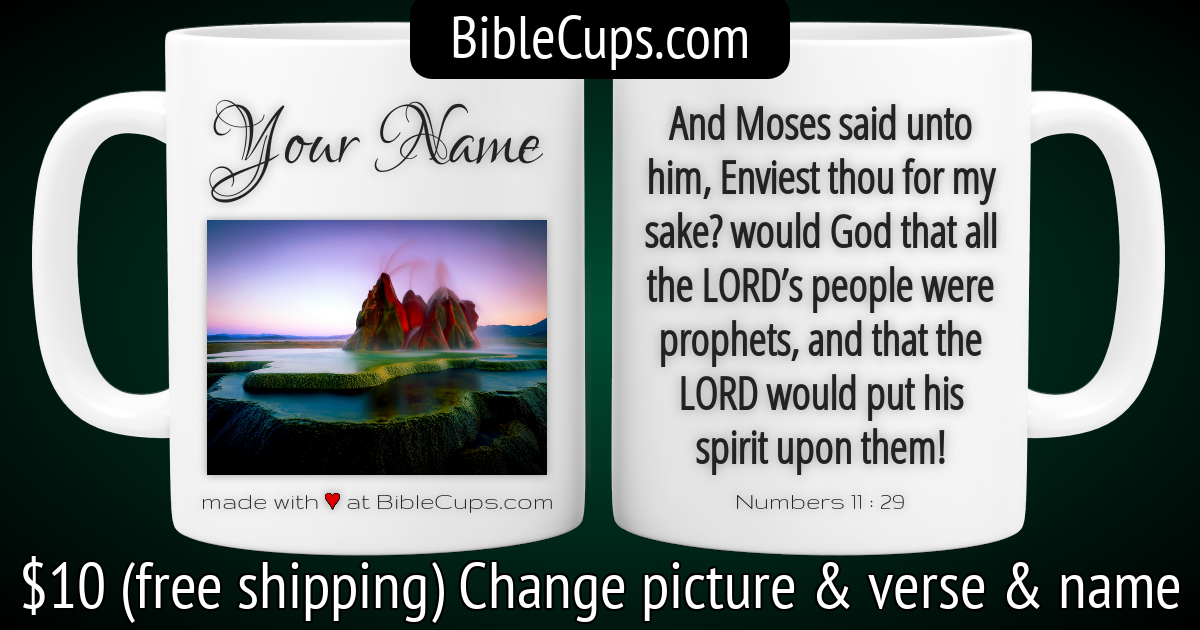 BibleCups.com
Your Name
made with ♥ at BibleCups.com
And Moses said unto
him, Enviest thou for my
sake? would God that all
the LORD’s people were
prophets, and that the
LORD would put his
spirit upon them!
Numbers 11 : 29
$10 (free shipping) Change picture & verse & name